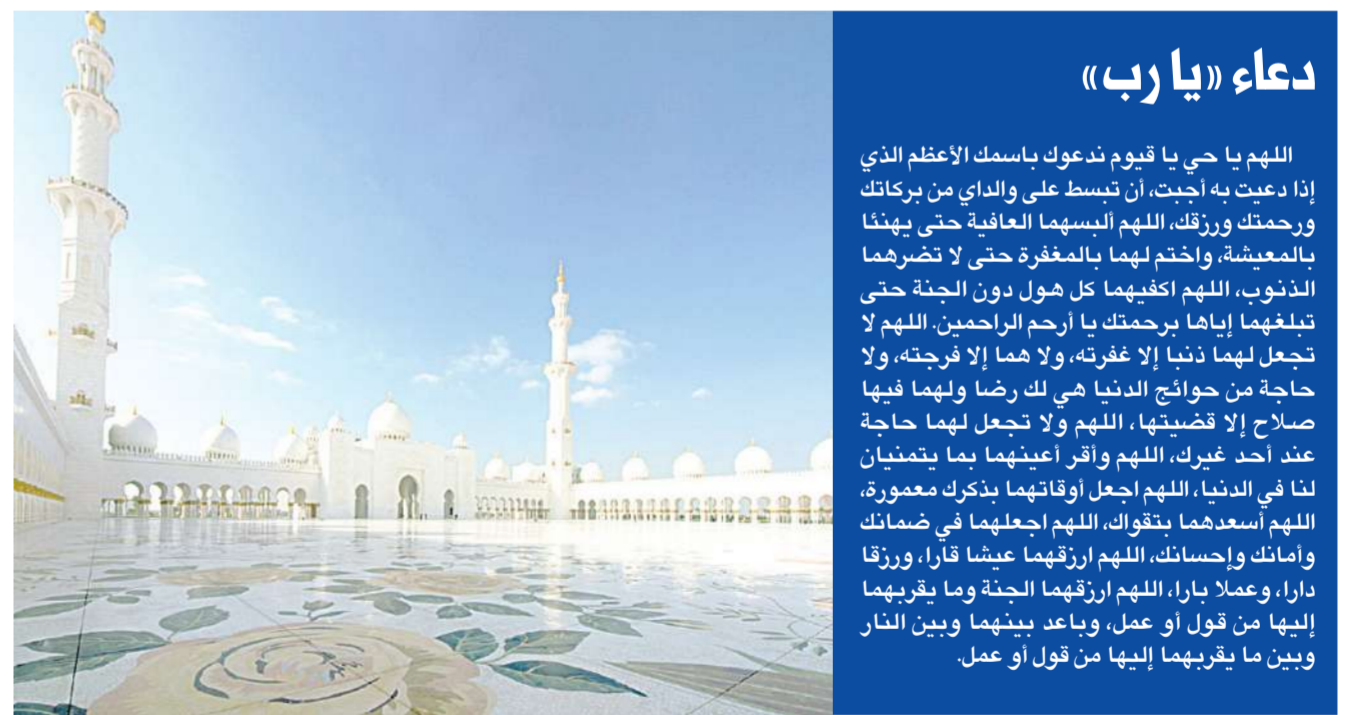 دعاء «يا رب»
اللهم يا حي يا قيوم ندعوك باسمك الأعظم الذي
إذا دعيت به أجبت، أن تبسط على والداي من بركاتك
ورحمتك ورزقك، اللهم ألبسهما العافية حتى يهنئا
بالمعيشة، واختم لهما بالمغفرة حتى لا تضرهما
الذنوب، اللهم اكفيهما كل هول دون الجنة حتى
تبلغهما إياها برحمتك يا أرحم الراحمين. اللهم لا
تجعل لهما ذنبا إلا غفرته، ولا هما إلا فرجته، ولا
حاجة من حوائج الدنيا هي لك رضا ولهما فيها
صلاح إلا قضيتها، اللهم ولا تجعل لهما حاجة
عند أحد غيرك، اللهم وأقر أعينهما بما يتمنيان
لنا في الدنيا، اللهم اجعل أوقاتهما بذكرك معمورة،
اللهم أسعدهما بتقواك، اللهم اجعلهما في ضمانك
وأمانك وإحسانك، اللهم ارزقهما عيشا قارا، ورزقا
دارا، وعملا بارا، اللهم ارزقهما الجنة وما يقربهما
إليها من قول أو عمل، وباعد بينهما وبين النار
وبين ما يقربهما إليها من قول أو عمل.